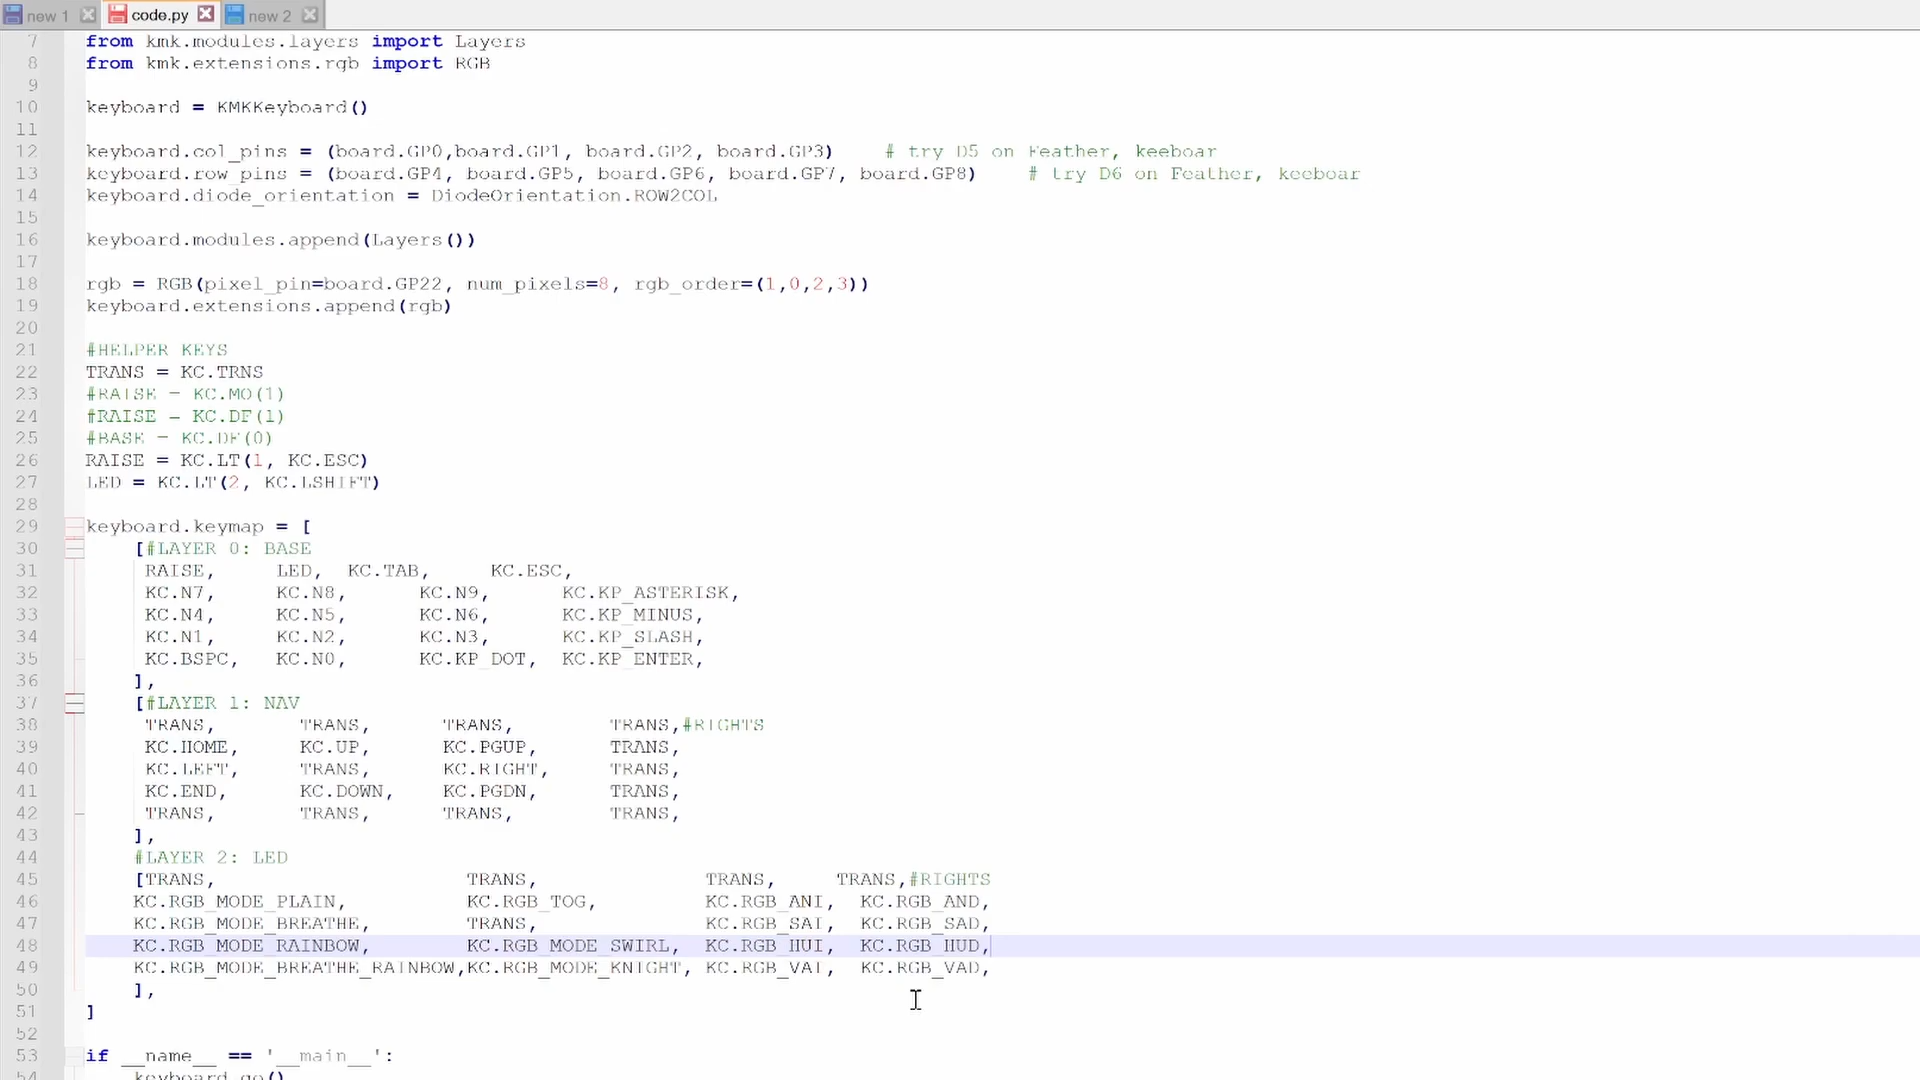 new 1 code.py new 2
7 from kmk.modules.layers import Layers
8 from kmk.extensions.rgb import RGB
9
10 keyboard = KMKKeyboard()
11
12 keyboard.col_pins = (board.GP0,board.GP1, board.GP2, board.GP3) # try D5 on Feather, keeboar
13 keyboard.row_pins = (board.GP4, board.GP5, board.GP6, board.GP7, board.GP8) # try D6 on Feather, keeboar
14 keyboard.diode_orientation = DiodeOrientation.ROW2COL
15
16 keyboard.modules.append(Layers())
17
18 rgb = RGB(pixel_pin=board.GP22, num_pixels=8, rgb_order=(1,0,2,3))
19 keyboard.extensions.append(rgb)
20
21 #HELPER KEYS
22 TRANS = KC.TRNS
23 #RAISE = KC.MO(1)
24 #RAISE = KC.DF(1)
25 #BASE = KC.DF(0)
26 RAISE = KC.LT(1, KC.ESC)
27 LED = KC.LT(2, KC.LSHIFT)
28
29 keyboard.keymap = [
30 [#LAYER 0: BASE
31 RAISE, LED, KC.TAB, KC.ESC,
32 KC.N7, KC.N8, KC.N9, KC.KP_ASTERISK,
33 KC.N4, KC.N5, KC.N6, KC.KP_MINUS,
34 KC.N1, KC.N2, KC.N3, KC.KP_SLASH,
35 KC.BSPC, KC.N0, KC.KP_DOT, KC.KP_ENTER,
36 ],
37 [#LAYER 1: NAV
38 TRANS, TRANS, TRANS, TRANS,#RIGHTS
39 KC.HOME, KC.UP, KC.PGUP, TRANS,
40 KC.LEFT, TRANS, KC.RIGHT, TRANS,
41 KC.END, KC.DOWN, KC.PGDN, TRANS,
42 TRANS, TRANS, TRANS, TRANS,
43 ],
44 #LAYER 2: LED
45 [TRANS, TRANS, TRANS, TRANS,#RIGHTS
46 KC.RGB_MODE_PLAIN, KC.RGB_TOG, KC.RGB_ANI, KC.RGB_AND,
47 KC.RGB_MODE_BREATHE, TRANS, KC.RGB_SAI, KC.RGB_SAD,
48 KC.RGB_MODE_RAINBOW, KC.RGB_MODE_SWIRL, KC.RGB_HUI, KC.RGB_HUD,
49 KC.RGB_MODE_BREATHE_RAINBOW,KC.RGB_MODE_KNIGHT, KC.RGB_VAI, KC.RGB_VAD,
50 ],
51 ]
52
53 if __name__ == '__main__':
54 keyboard.go()